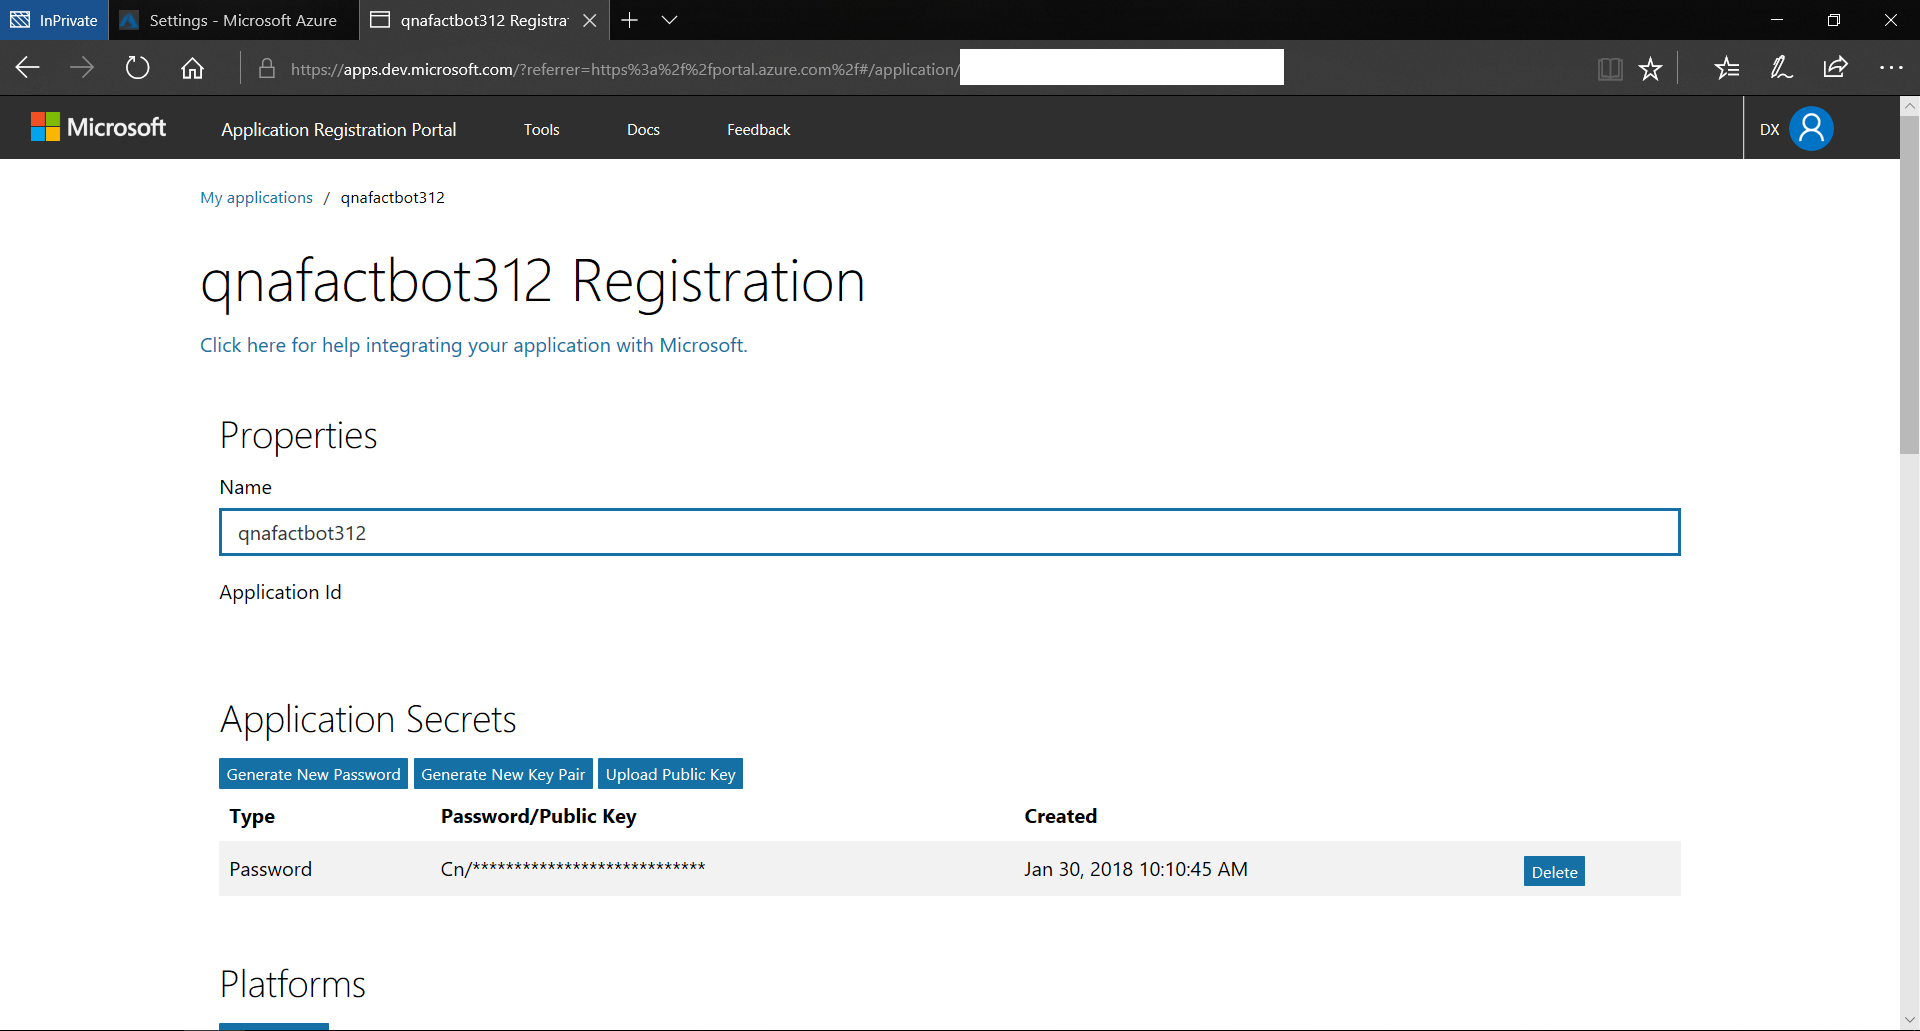 InPrivate
Settings - Microsoft Azure
qnafactbot312 Registra
https://apps.dev.microsoft.com/?referrer=https%3a%2f%2fportal.azure.com%2f#/application/
Microsoft
Application Registration Portal
Tools
Docs
Feedback
DX
My applications / qnafactbot312
qnafactbot312 Registration
Click here for help integrating your application with Microsoft.
Properties
Name
qnafactbot312
Application Id
Application Secrets
Generate New Password
Generate New Key Pair
Upload Public Key
Type Password/Public Key Created
Password Cn/**************************** Jan 30, 2018 10:10:45 AM Delete
Platforms